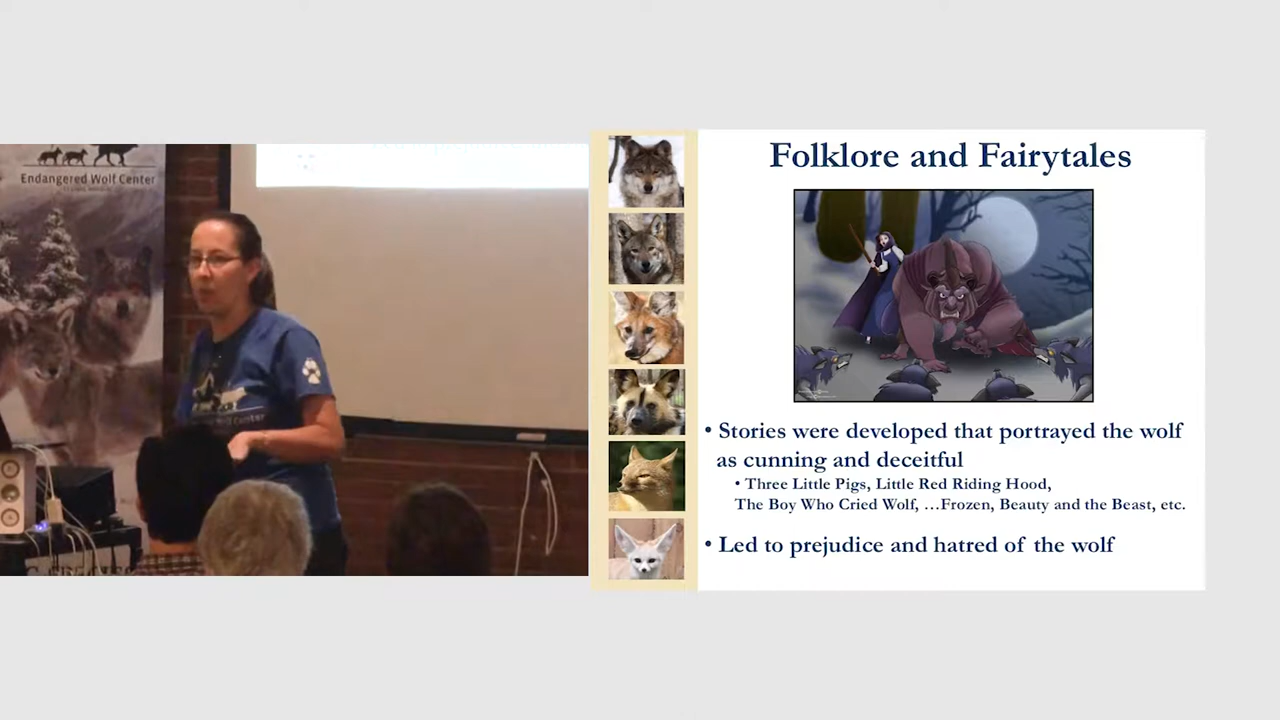 Endangered Wolf Center
Folklore and Fairytales
• Stories were developed that portrayed the wolf
as cunning and deceitful
• Three Little Pigs, Little Red Riding Hood,
The Boy Who Cried Wolf, ...Frozen, Beauty and the Beast, etc.
• Led to prejudice and hatred of the wolf